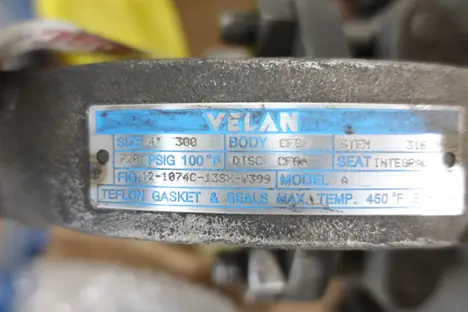 VELAN
SIZE 4" 300 BODY CF8M STEM 316
720 PSIG 100 °F DISC CF8M SEAT INTEGRAL
FIG. 12-1074C-13SX-W399 MODEL A
TEFLON GASKET & SEALS MAX. TEMP. 450 °F